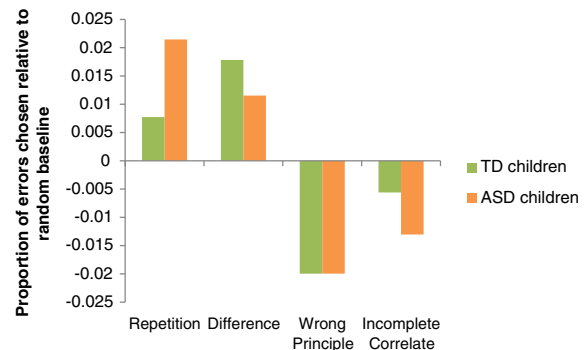 Proportion of errors chosen relative to
random baseline
0.025
0.02
0.015
0.01
0.005
0
-0.005
-0.01
-0.015
-0.02
-0.025
Repetition Difference Wrong Incomplete
Principle Correlate
TD children
ASD children